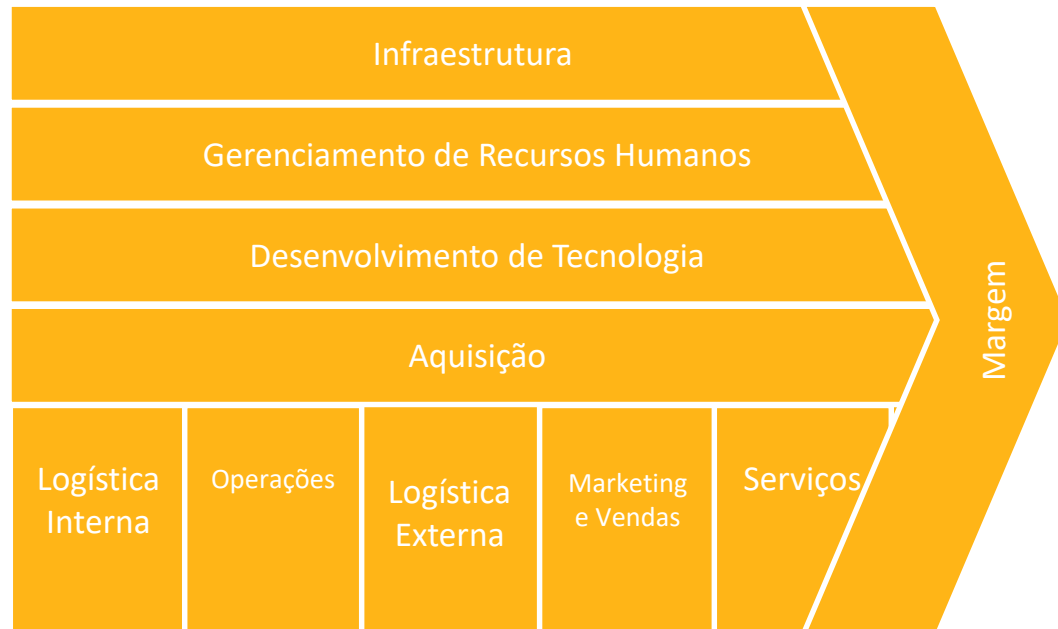 Infraestrutura
Gerenciamento de Recursos Humanos
Desenvolvimento de Tecnologia
Aquisição
Logística
Interna
Operações
Logística
Externa
Marketing
e Vendas
Serviços
Margem